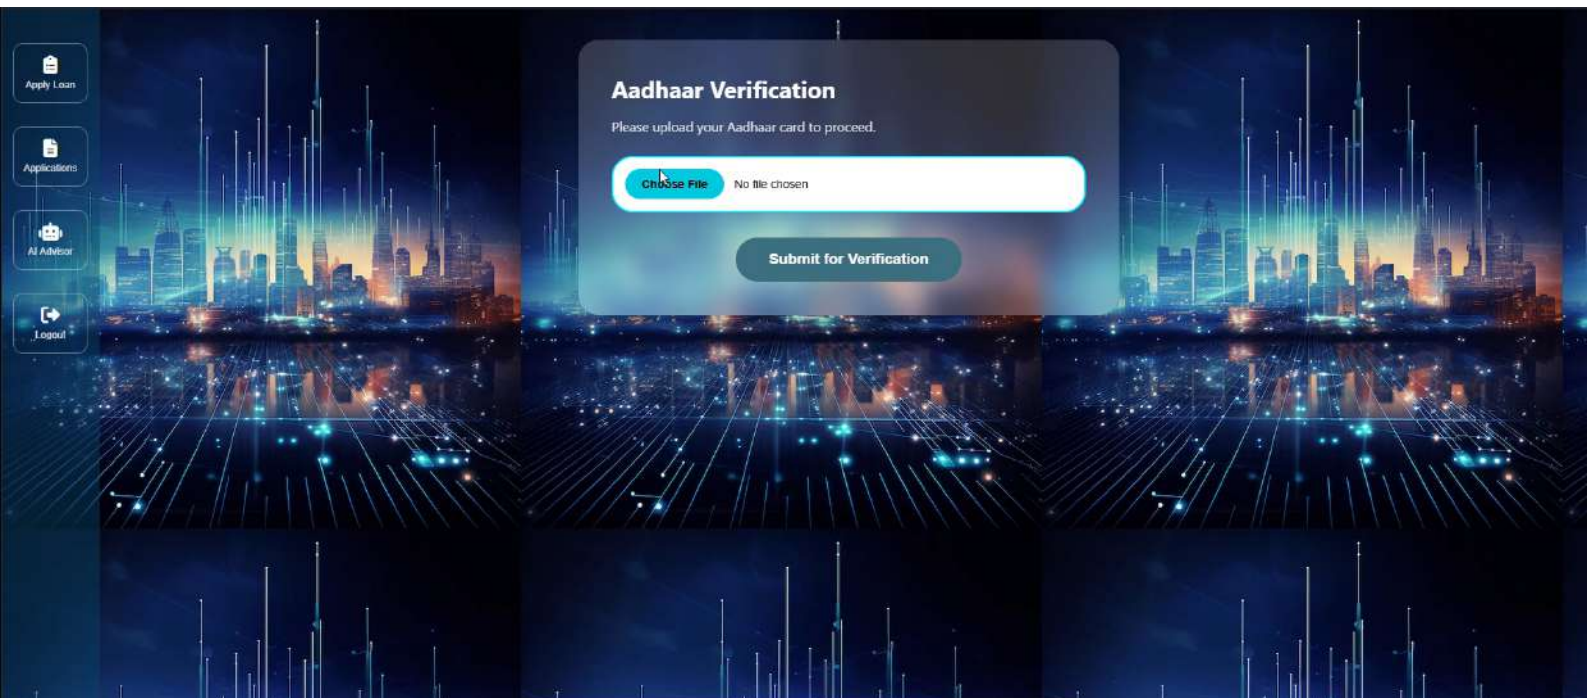 Apply Loan
Applications
AI Advisor
Logout
Aadhaar Verification
Please upload your Aadhaar card to proceed.
Choose File No file chosen
Submit for Verification